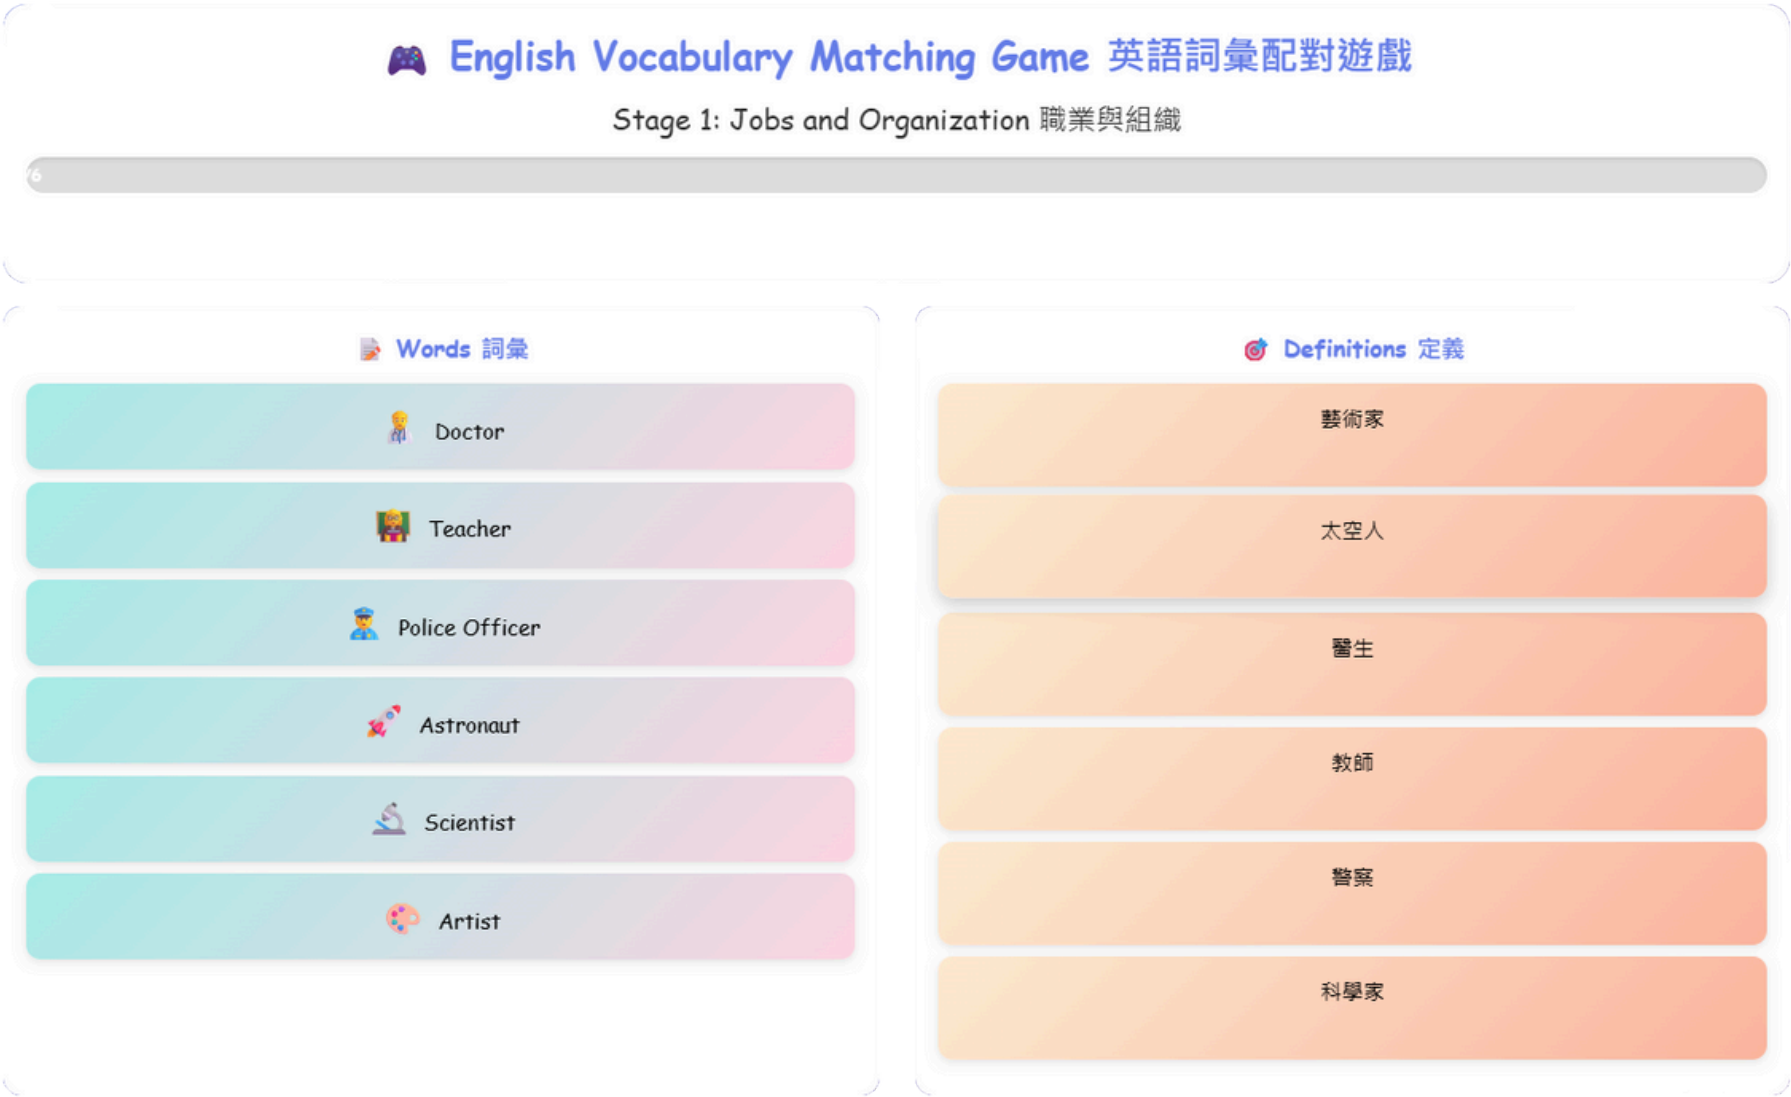 English Vocabulary Matching Game 英語詞彙配對遊戲
Stage 1: Jobs and Organization 職業與組織
/6
Words 詞彙
Doctor
Teacher
Police Officer
Astronaut
Scientist
Artist
Definitions 定義
藝術家
太空人
醫生
教師
警察
科學家